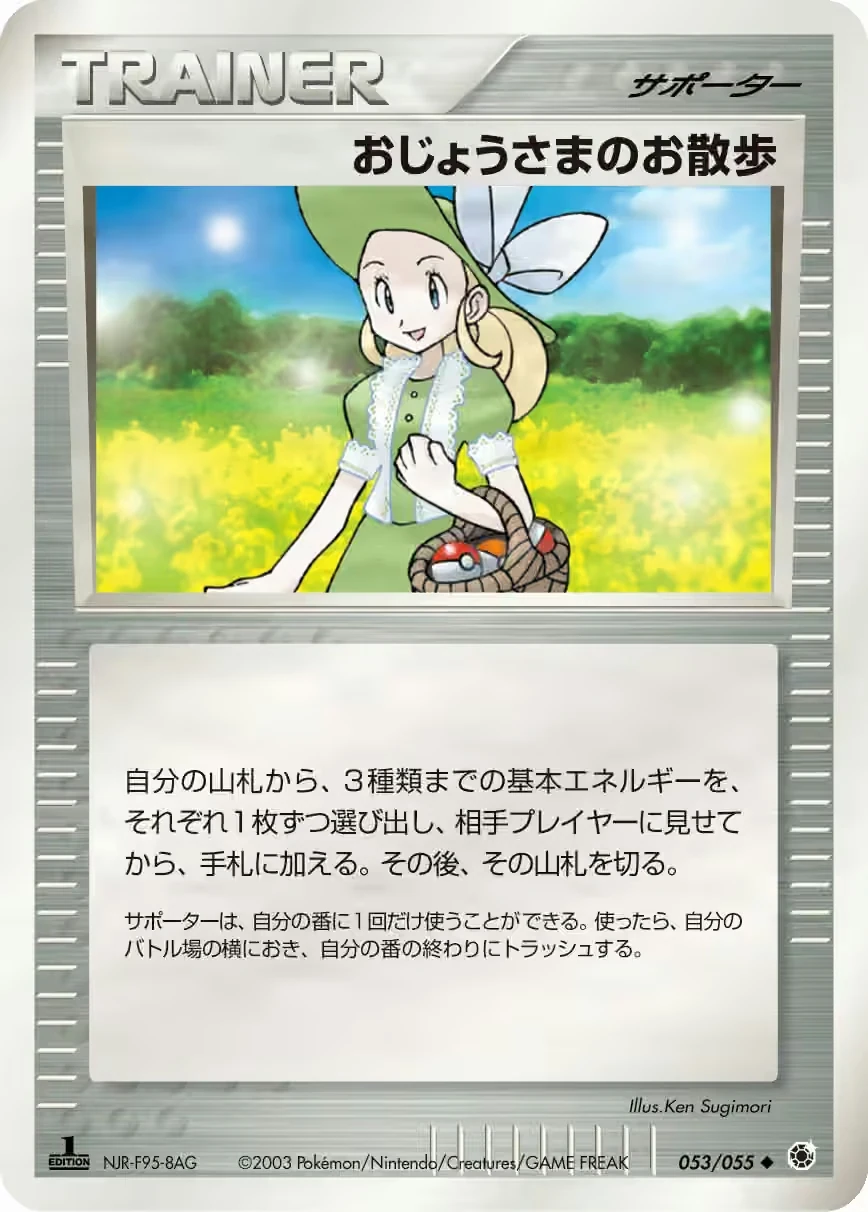 TRAINER サポーター
おじょうさまのお散歩
自分の山札から、3種類までの基本エネルギーを、
それぞれ1枚ずつ選び出し、相手プレイヤーに見せて
から、手札に加える。その後、その山札を切る。
サポーターは、自分の番に1回だけ使うことができる。使ったら、自分の
バトル場の横におき、自分の番の終わりにトラッシュする。
Illus.Ken Sugimori
1 EDITION NJR-F95-8AG ©2003 Pokémon/Nintendo/Creatures/GAME FREAK 053/055 ◆